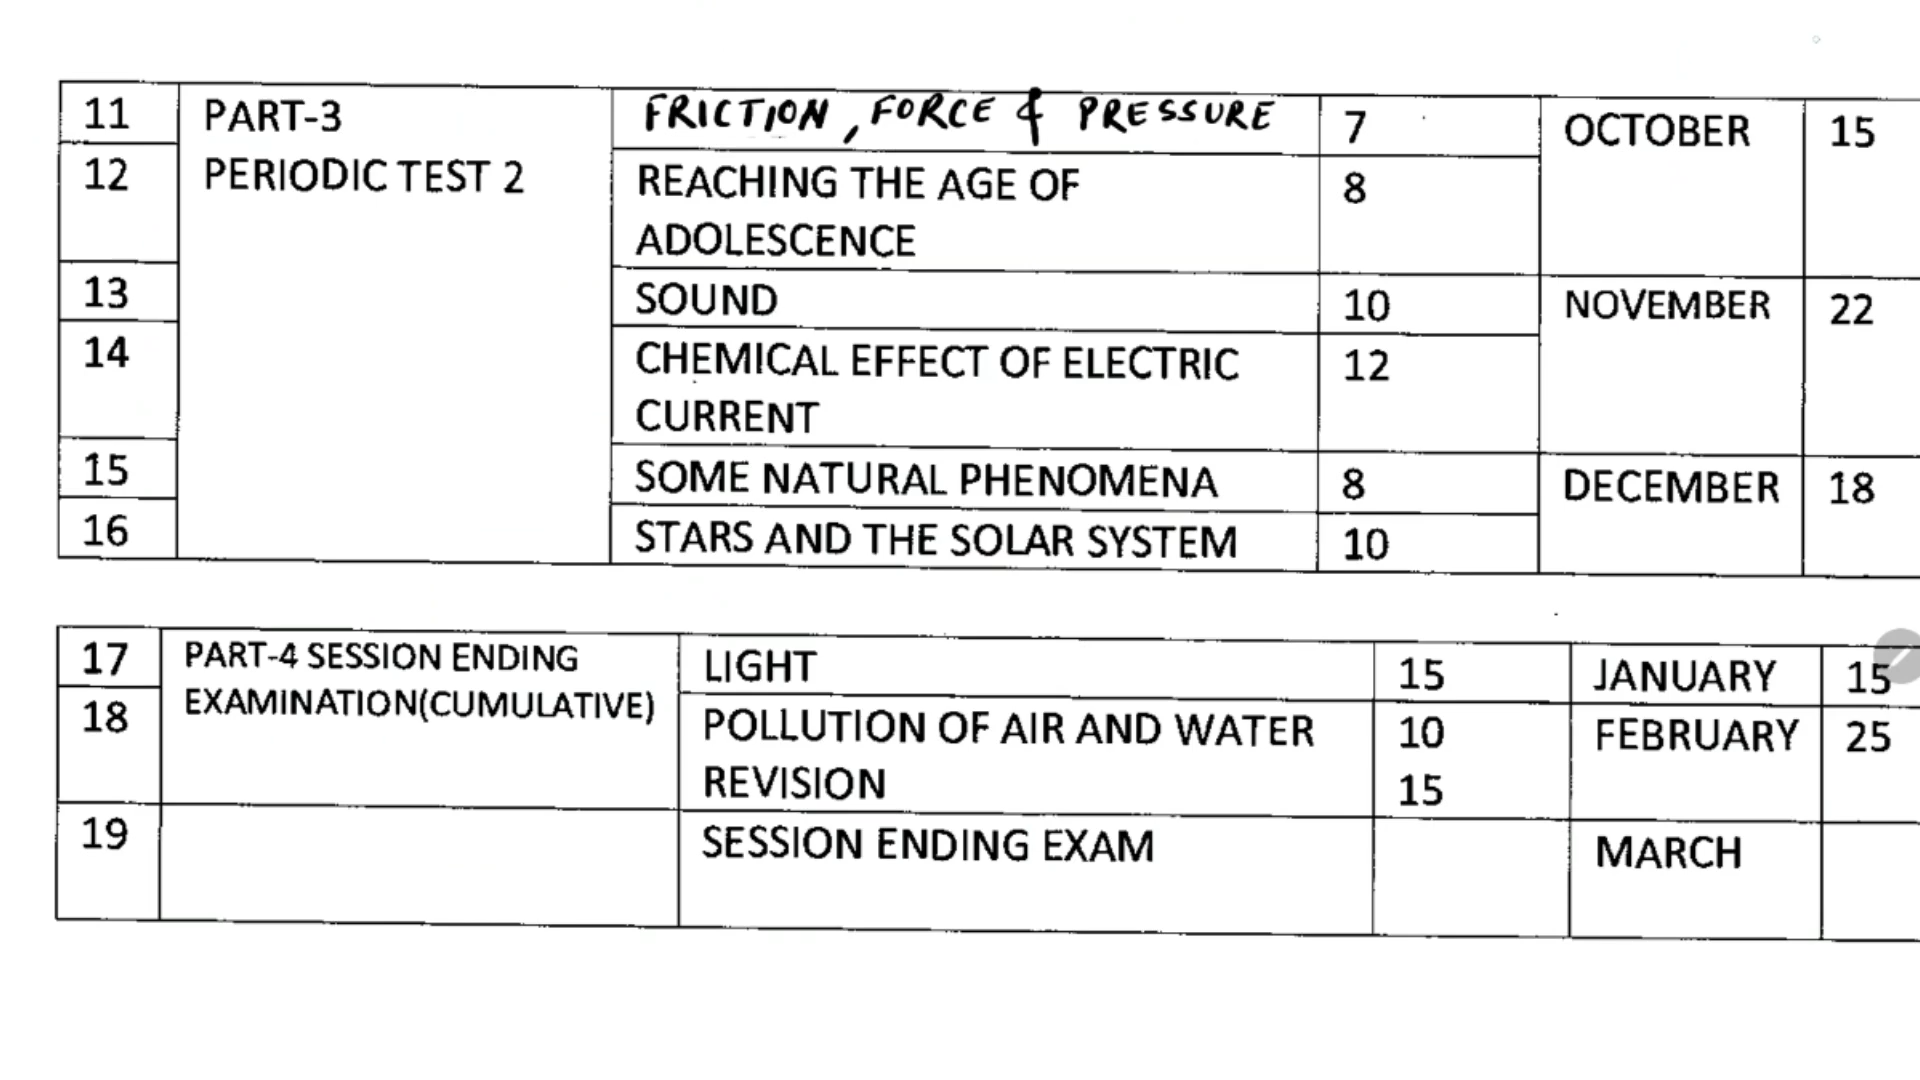 11 PART-3 FRICTION, FORCE & PRESSURE 7 OCTOBER 15
12 PERIODIC TEST 2 REACHING THE AGE OF 8
ADOLESCENCE
13 SOUND 10 NOVEMBER 22
14 CHEMICAL EFFECT OF ELECTRIC 12
CURRENT
15 SOME NATURAL PHENOMENA 8 DECEMBER 18
16 STARS AND THE SOLAR SYSTEM 10
17 PART-4 SESSION ENDING LIGHT 15 JANUARY 15
18 EXAMINATION(CUMULATIVE) POLLUTION OF AIR AND WATER 10 FEBRUARY 25
REVISION 15
19 SESSION ENDING EXAM MARCH